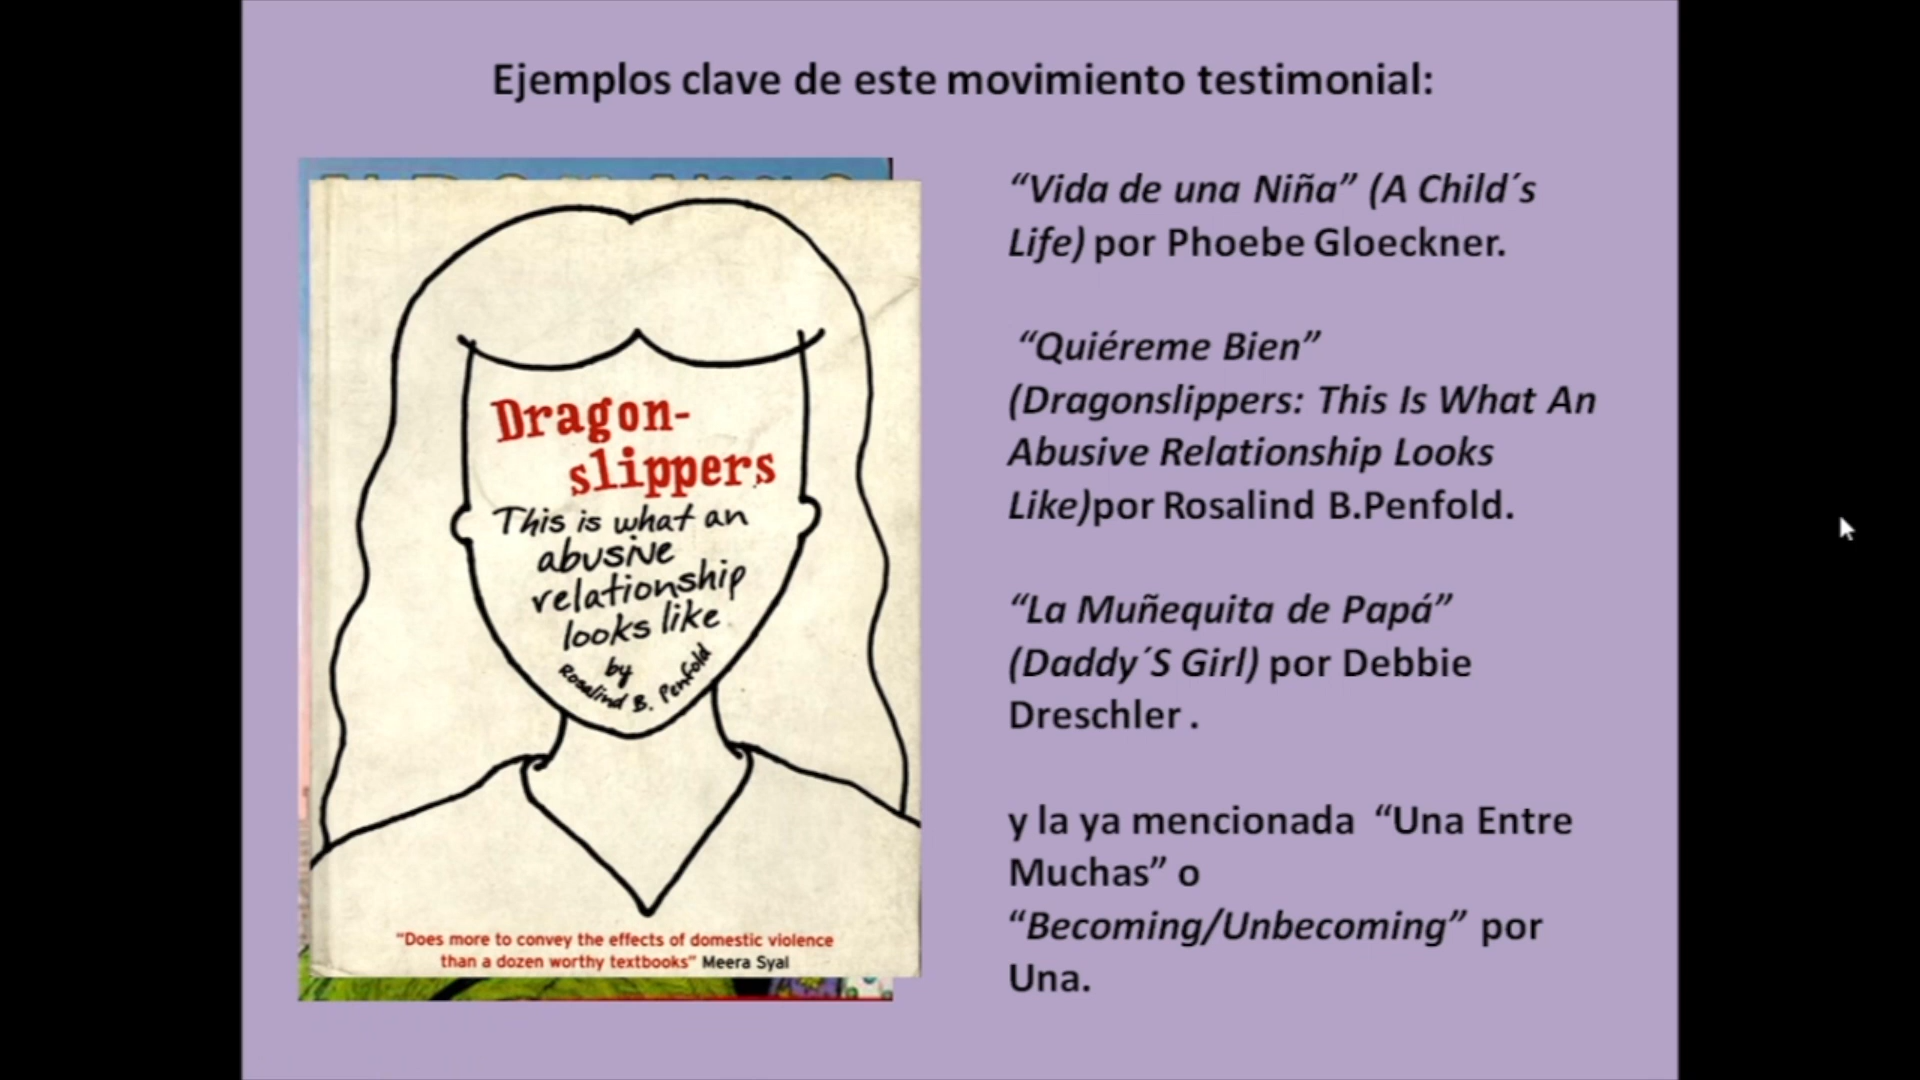 Ejemplos clave de este movimiento testimonial:
Dragon-
slippers
This is what an
abusive
relationship
looks like
by
Rosalind B. Penfold
"Does more to convey the effects of domestic violence
than a dozen worthy textbooks" Meera Syal
“Vida de una Niña” (A Child´s
Life) por Phoebe Gloeckner.
“Quiéreme Bien”
(Dragonslippers: This Is What An
Abusive Relationship Looks
Like)por Rosalind B.Penfold.
“La Muñequita de Papá”
(Daddy´S Girl) por Debbie
Dreschler .
y la ya mencionada “Una Entre
Muchas” o
“Becoming/Unbecoming” por
Una.